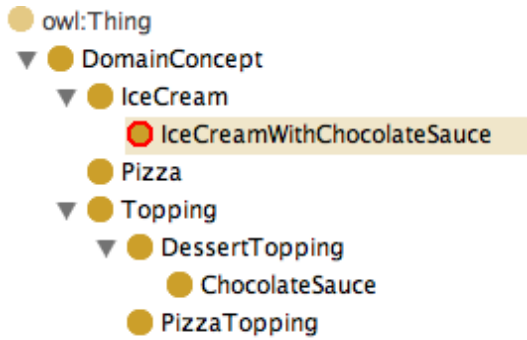 owl:Thing
DomainConcept
IceCream
IceCreamWithChocolateSauce
Pizza
Topping
DessertTopping
ChocolateSauce
PizzaTopping